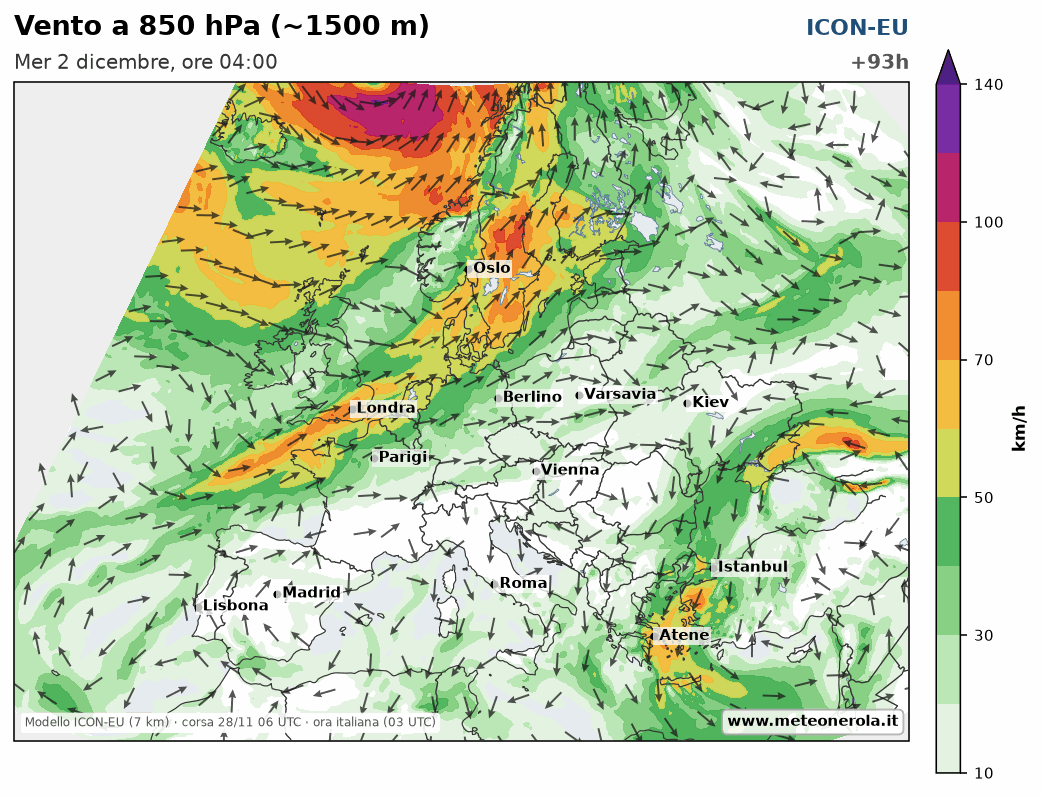 Vento a 850 hPa (~1500 m)
ICON-EU
Mer 2 dicembre, ore 04:00
+93h
140
100
70
50
30
10
km/h
Oslo
Londra
Berlino
Varsavia
Kiev
Parigi
Vienna
Istanbul
Roma
Madrid
Lisbona
Atene
Modello ICON-EU (7 km) · corsa 28/11 06 UTC · ora italiana (03 UTC)
www.meteonerola.it